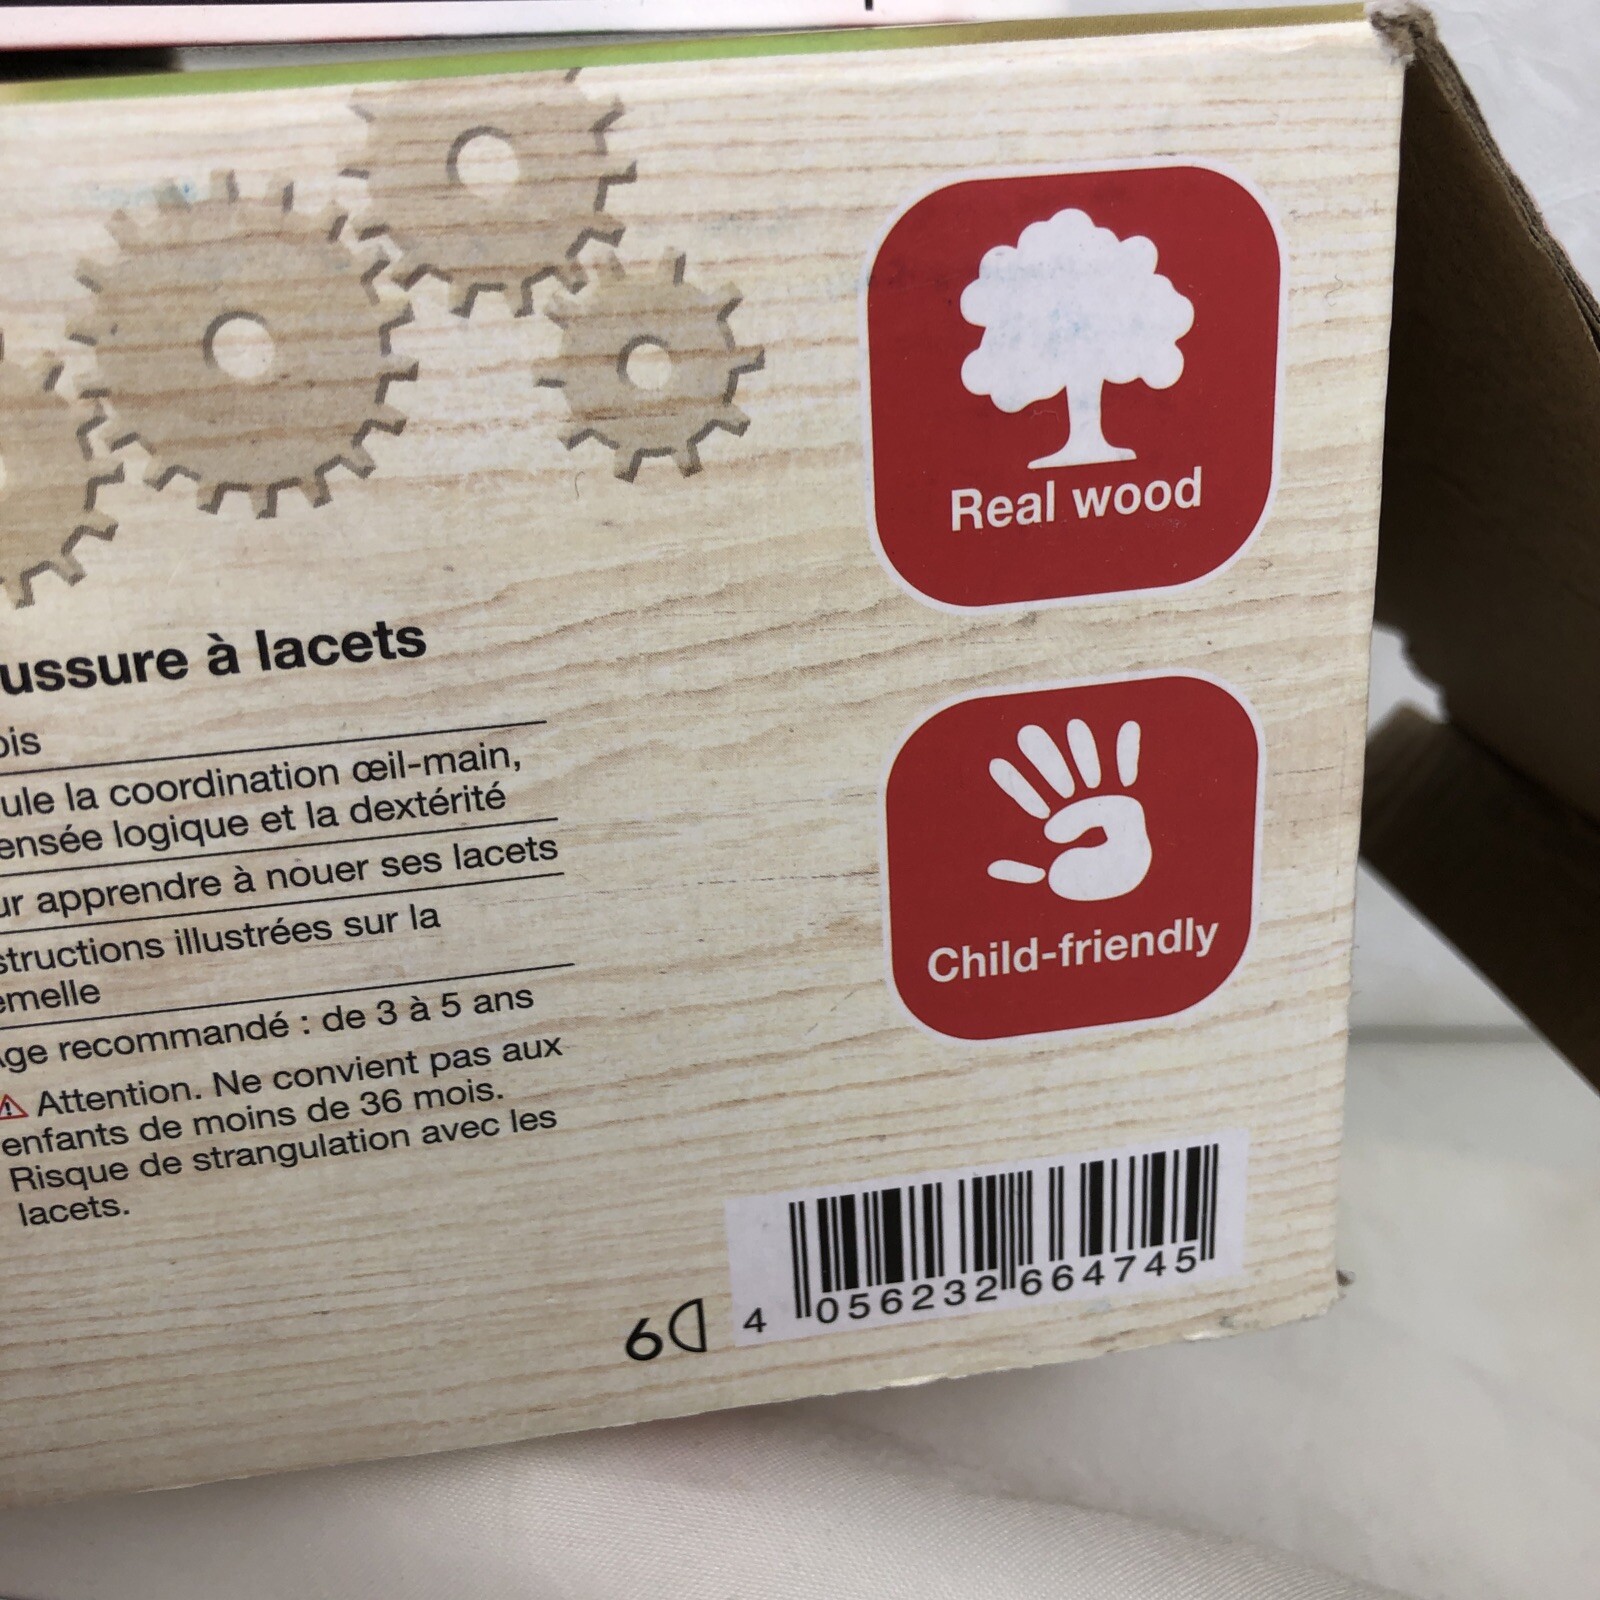 Real wood
ussure à lacets
ois
ule la coordination œil-main,
ensée logique et la dextérité
ur apprendre à nouer ses lacets
structions illustrées sur la
emelle
ge recommandé : de 3 à 5 ans
Attention. Ne convient pas aux
enfants de moins de 36 mois.
Risque de strangulation avec les
lacets.
Child-friendly
6
4 056232 664745